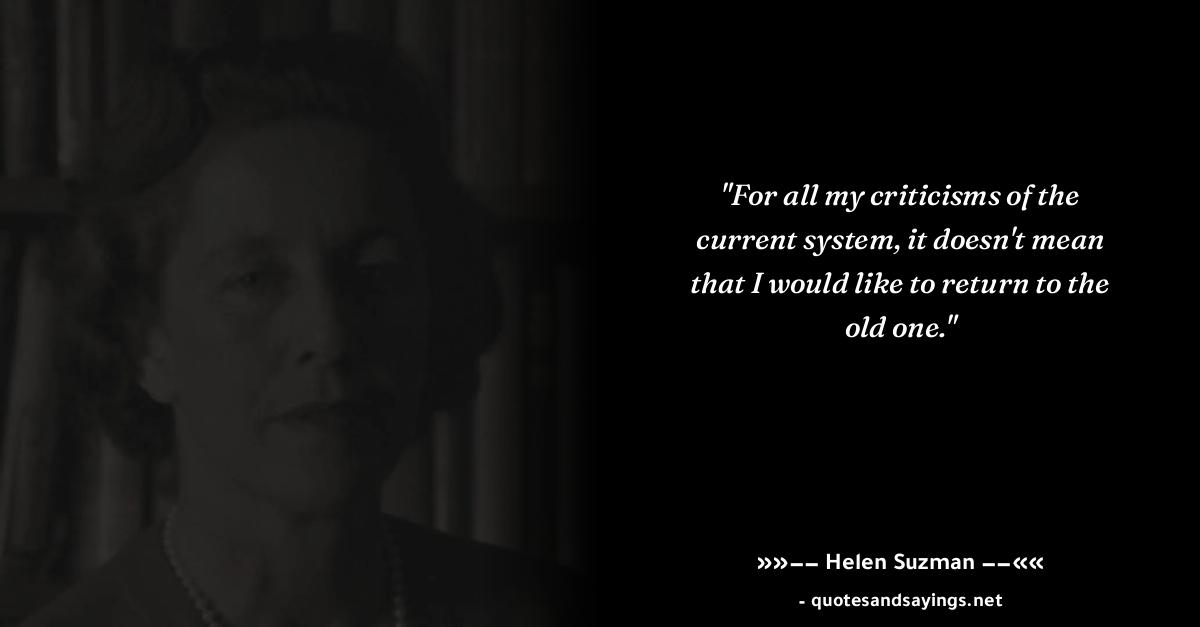 "For all my criticisms of the
current system, it doesn't mean
that I would like to return to the
old one."
»»–– Helen Suzman ––««
- quotesandsayings.net